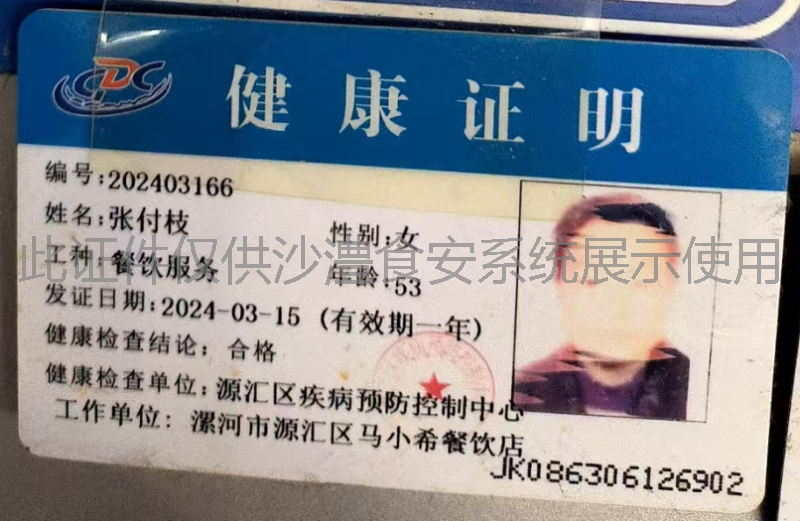 CDC
健康证明
编号:202403166
姓名:张付枝
性别:女
此证件仅供沙澧食安系统展示使用
工种:餐饮服务
年龄:53
发证日期:2024-03-15 (有效期一年)
健康检查结论: 合格
健康检查单位:源汇区疾病预防控制中心
工作单位: 漯河市源汇区马小希餐饮店
JK086306126902